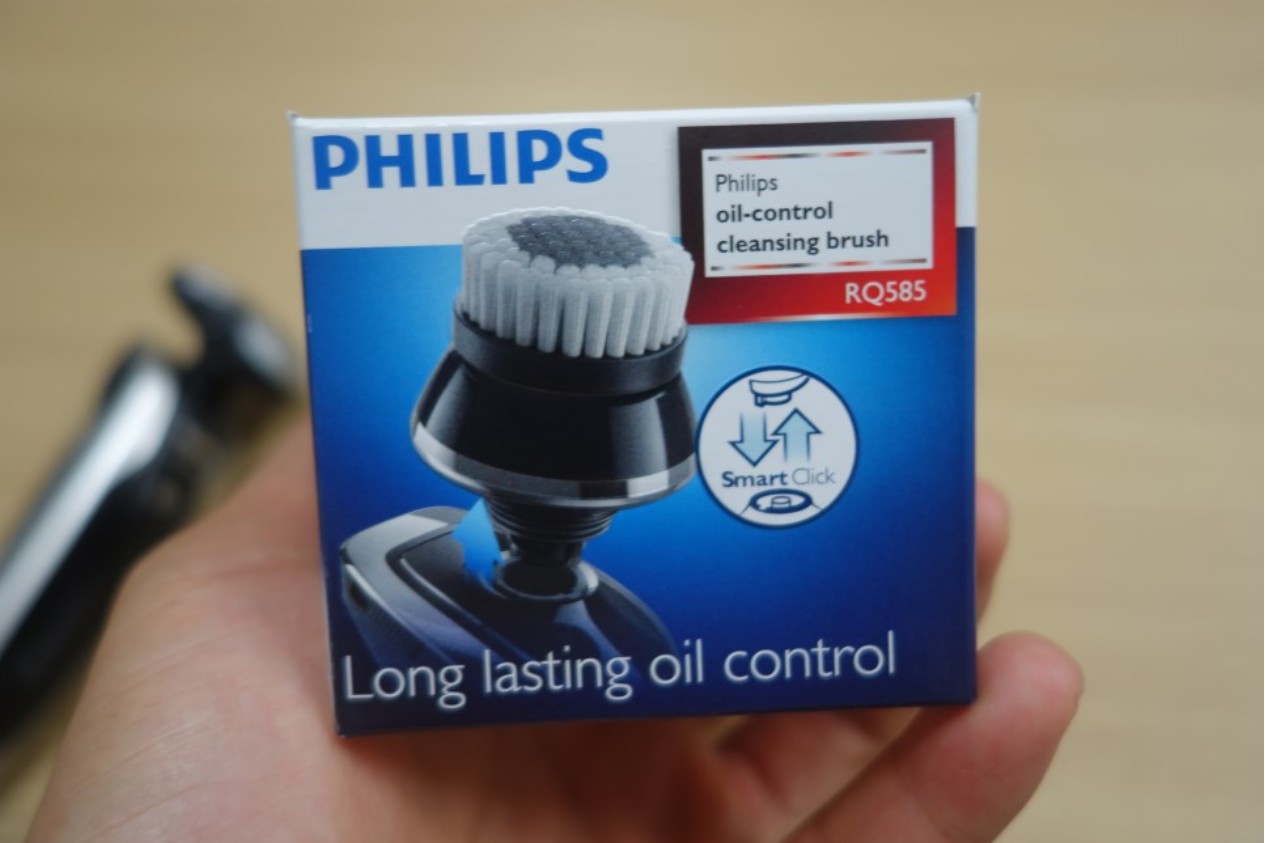 PHILIPS
Philips
oil-control
cleansing brush
RQ585
Smart Click
Long lasting oil control